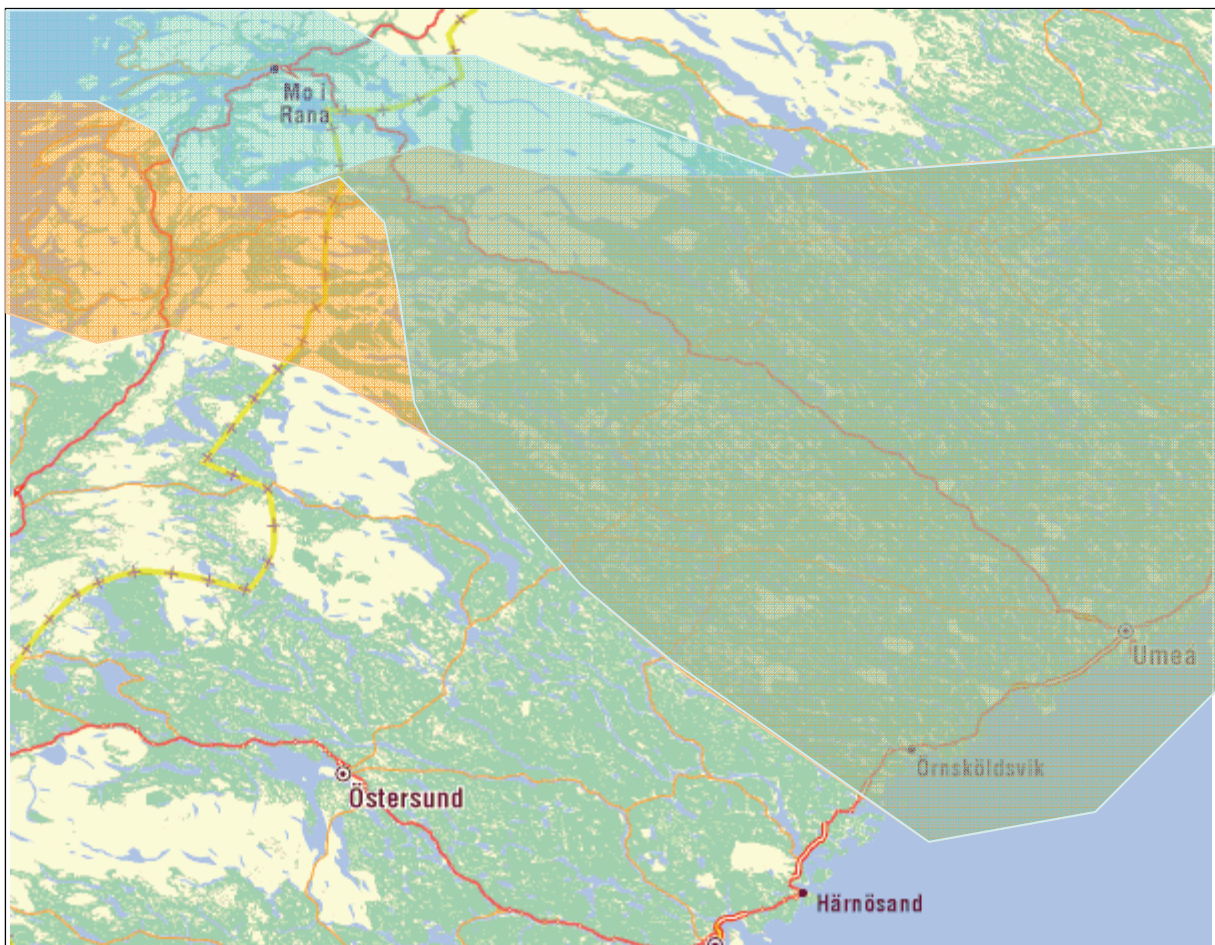 Mo i
Rana
Umeå
Örnsköldsvik
Östersund
Härnösand